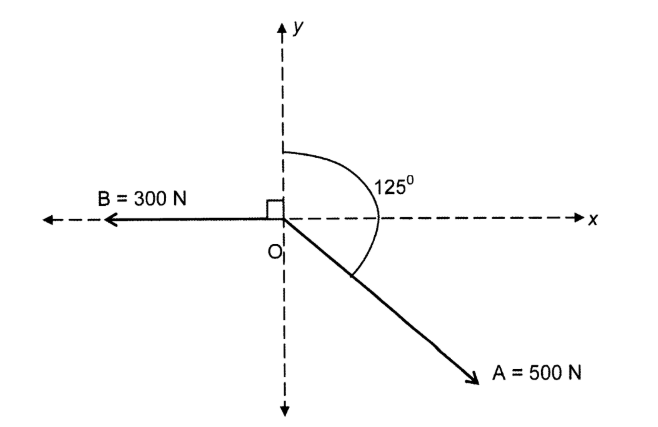 y
125⁰
B = 300 N
x
O
A = 500 N